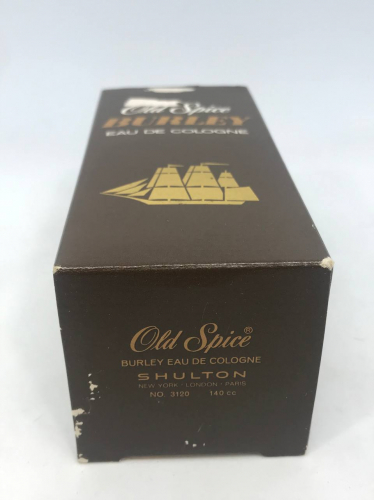 Old Spice
BURLEY
EAU DE COLOGNE
Old Spice®
BURLEY EAU DE COLOGNE
SHULTON
NEW YORK - LONDON - PARIS
NO. 3120 140 cc